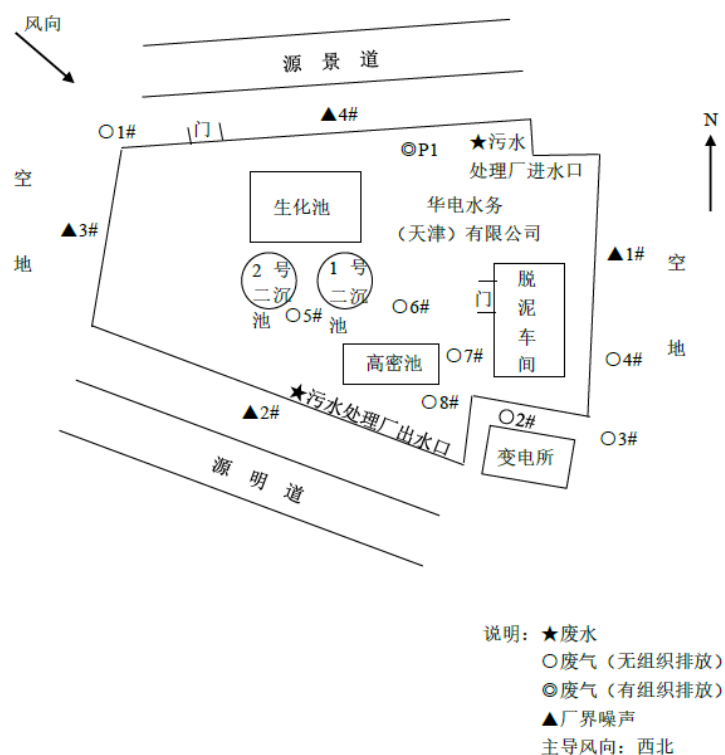 风向
源景道
▲4#
○1#
门
N
◎P1
★污水
处理厂进水口
空
地
▲3#
生化池
华电水务
（天津）有限公司
▲1#
空
地
2 号
二沉
池
1 号
二沉
池
○5#
○6#
门
脱
泥
车
间
○7#
○4#
高密池
○8#
▲2#
★污水处理厂出水口
○2#
○3#
变电所
源明道
说明：★废水
○废气（无组织排放）
◎废气（有组织排放）
▲厂界噪声
主导风向：西北